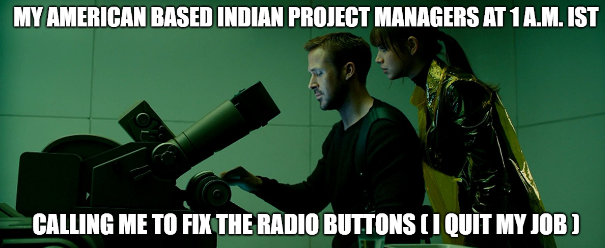 MY AMERICAN BASED INDIAN PROJECT MANAGERS AT 1 A.M. IST
CALLING ME TO FIX THE RADIO BUTTONS ( I QUIT MY JOB )